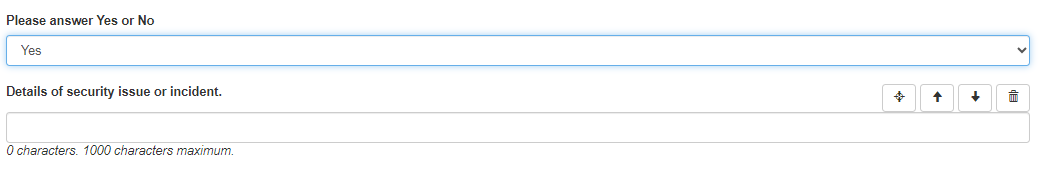 Please answer Yes or No
Yes
Details of security issue or incident.
0 characters. 1000 characters maximum.